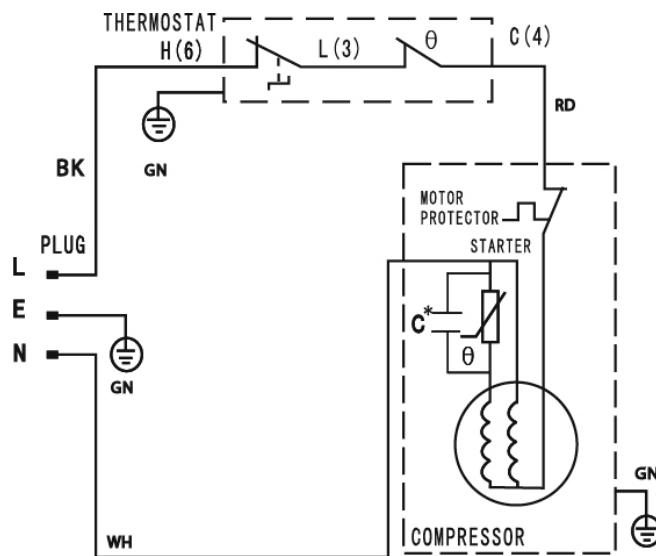 THERMOSTAT
H(6) L(3) θ C(4)
GN
RD
BK
MOTOR
PROTECTOR
STARTER
PLUG
L
E
N
GN
C*
θ
GN
WH
COMPRESSOR